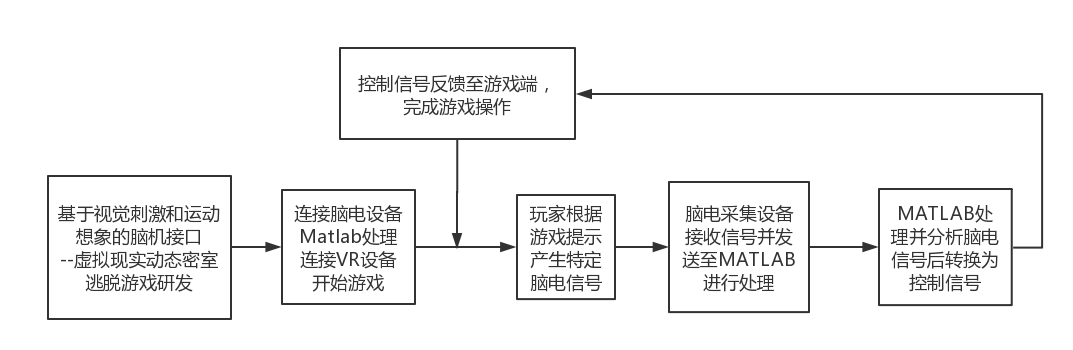 控制信号反馈至游戏端，
完成游戏操作
基于视觉刺激和运动
想象的脑机接口
--虚拟现实动态密室
逃脱游戏研发
连接脑电设备
Matlab处理
连接VR设备
开始游戏
玩家根据
游戏提示
产生特定
脑电信号
脑电采集设备
接收信号并发
送至MATLAB
进行处理
MATLAB处
理并分析脑电
信号后转换为
控制信号